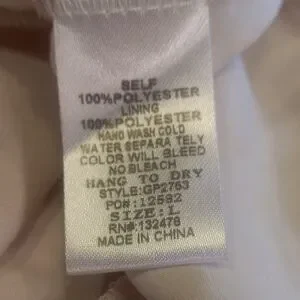 SELF
100%POLYESTER
LINING
100%POLYESTER
HAND WASH COLD
WATER SEPARA TELY
COLOR WILL BLEED
NO BLEACH
HANG TO DRY
STYLE:GP2763
PO#:12582
SIZE:L
RN#:132478
MADE IN CHINA